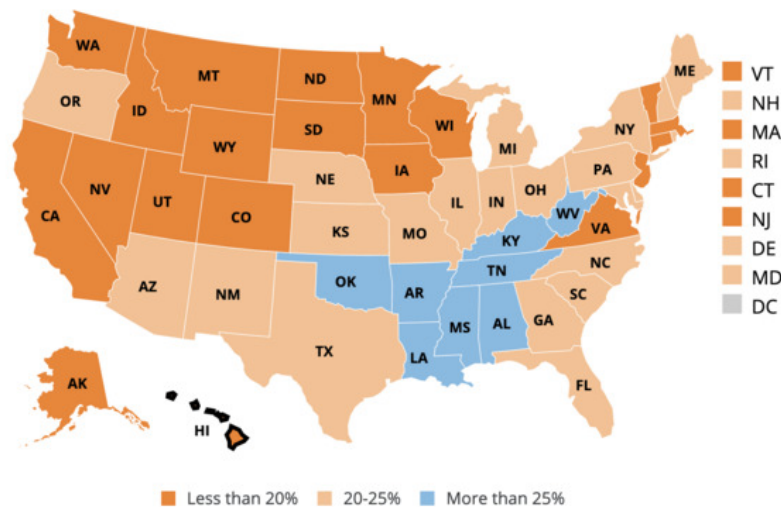 WA
MT
ND
MN
OR
ID
SD
WI
WY
MI
NY
ME
CA
NV
UT
CO
NE
IA
IL
IN
OH
PA
KS
MO
WV
VA
KY
AZ
NM
OK
AR
TN
NC
SC
TX
LA
MS
AL
GA
FL
AK
HI
VT
NH
MA
RI
CT
NJ
DE
MD
DC
Less than 20% 20-25% More than 25%